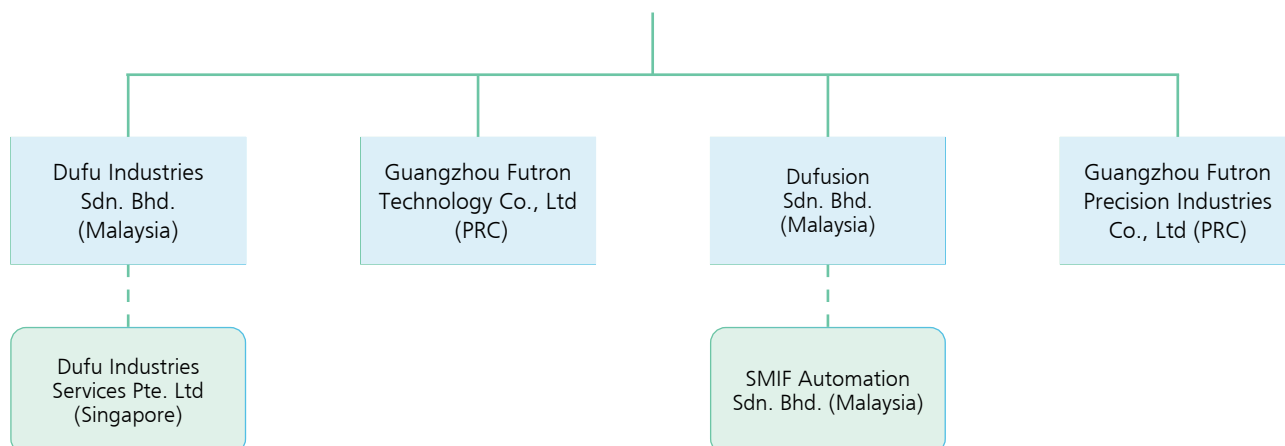 Dufu Industries
Sdn. Bhd.
(Malaysia)
Guangzhou Futron
Technology Co., Ltd
(PRC)
Dufusion
Sdn. Bhd.
(Malaysia)
Guangzhou Futron
Precision Industries
Co., Ltd (PRC)
Dufu Industries
Services Pte. Ltd
(Singapore)
SMIF Automation
Sdn. Bhd. (Malaysia)